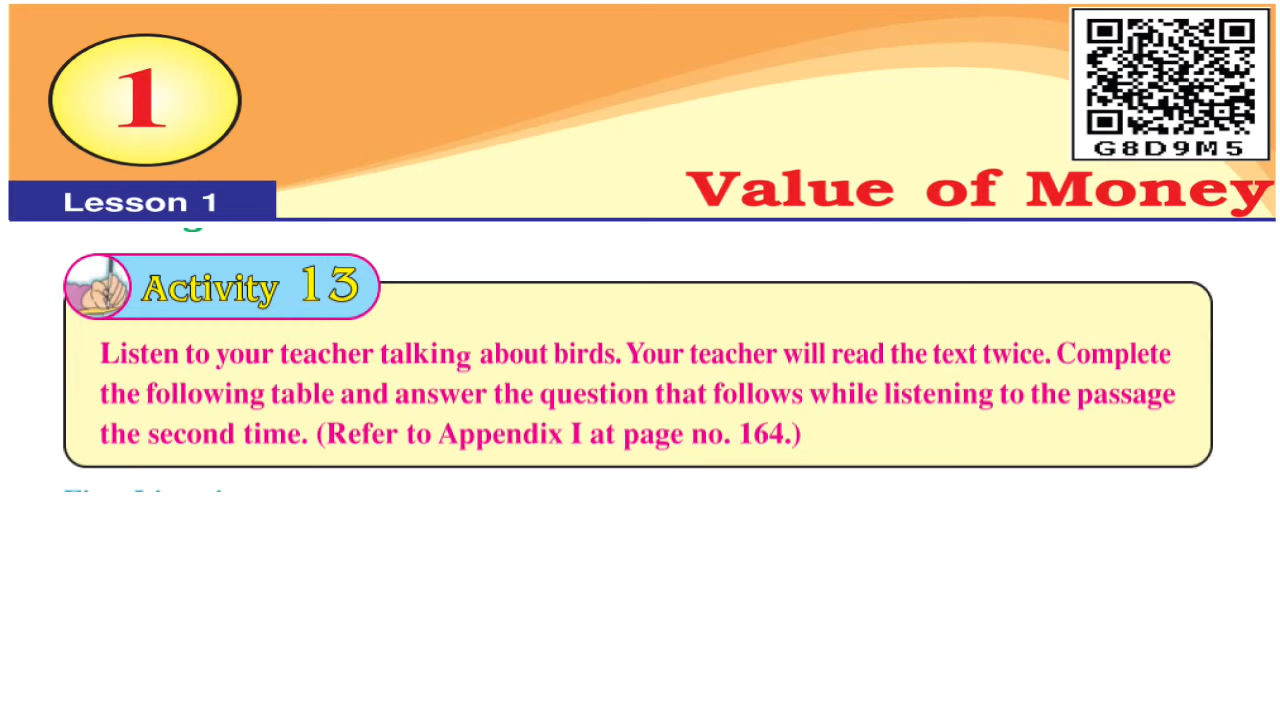 1
G8D9M5
Lesson 1
Value of Money
Activity 13
Listen to your teacher talking about birds. Your teacher will read the text twice. Complete
the following table and answer the question that follows while listening to the passage
the second time. (Refer to Appendix I at page no. 164.)